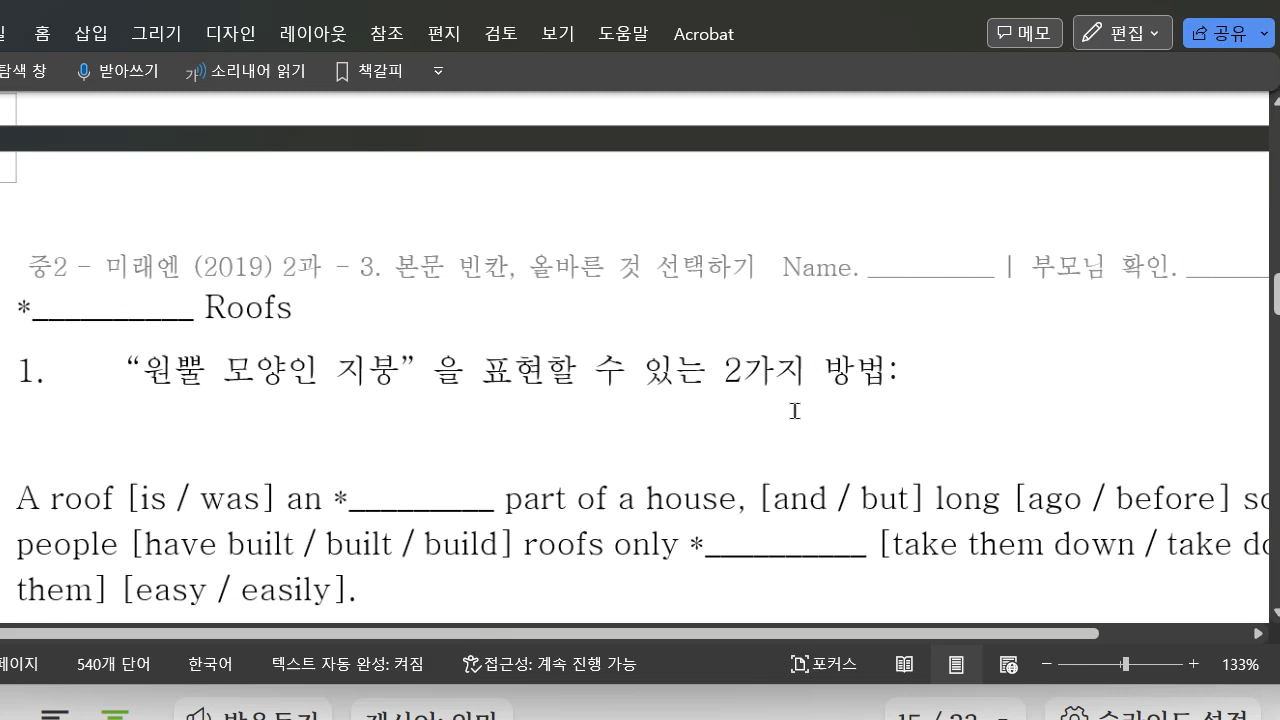 홈 삽입 그리기 디자인 레이아웃 참조 편지 검토 보기 도움말 Acrobat 메모 편집 공유
탐색 창 받아쓰기 가 소리내어 읽기 책갈피
중2 - 미래엔 (2019) 2과 - 3. 본문 빈칸, 올바른 것 선택하기 Name. _________ | 부모님 확인. ______
*__________ Roofs
1. “원뿔 모양인 지붕” 을 표현할 수 있는 2가지 방법:
A roof [is / was] an *_________ part of a house, [and / but] long [ago / before]
people [have built / built / build] roofs only *__________ [take them down / take
them] [easy / easily].
540개 단어 한국어 텍스트 자동 완성: 켜짐 접근성: 계속 진행 가능 포커스 − + 133%